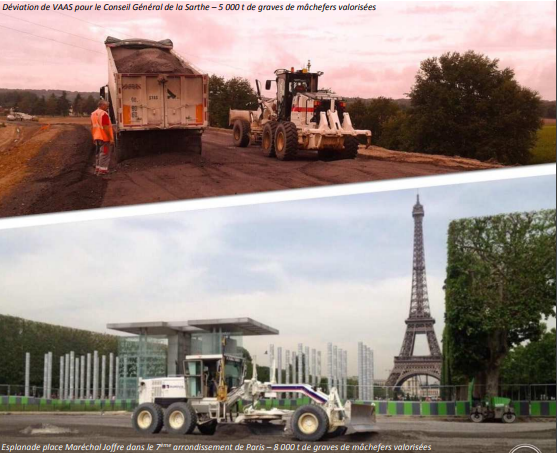 Déviation de VAAS pour le Conseil Général de la Sarthe – 5 000 t de graves de mâchefers valorisées
Esplanade place Maréchal Joffre dans le 7ème arrondissement de Paris – 8 000 t de graves de mâchefers valorisées